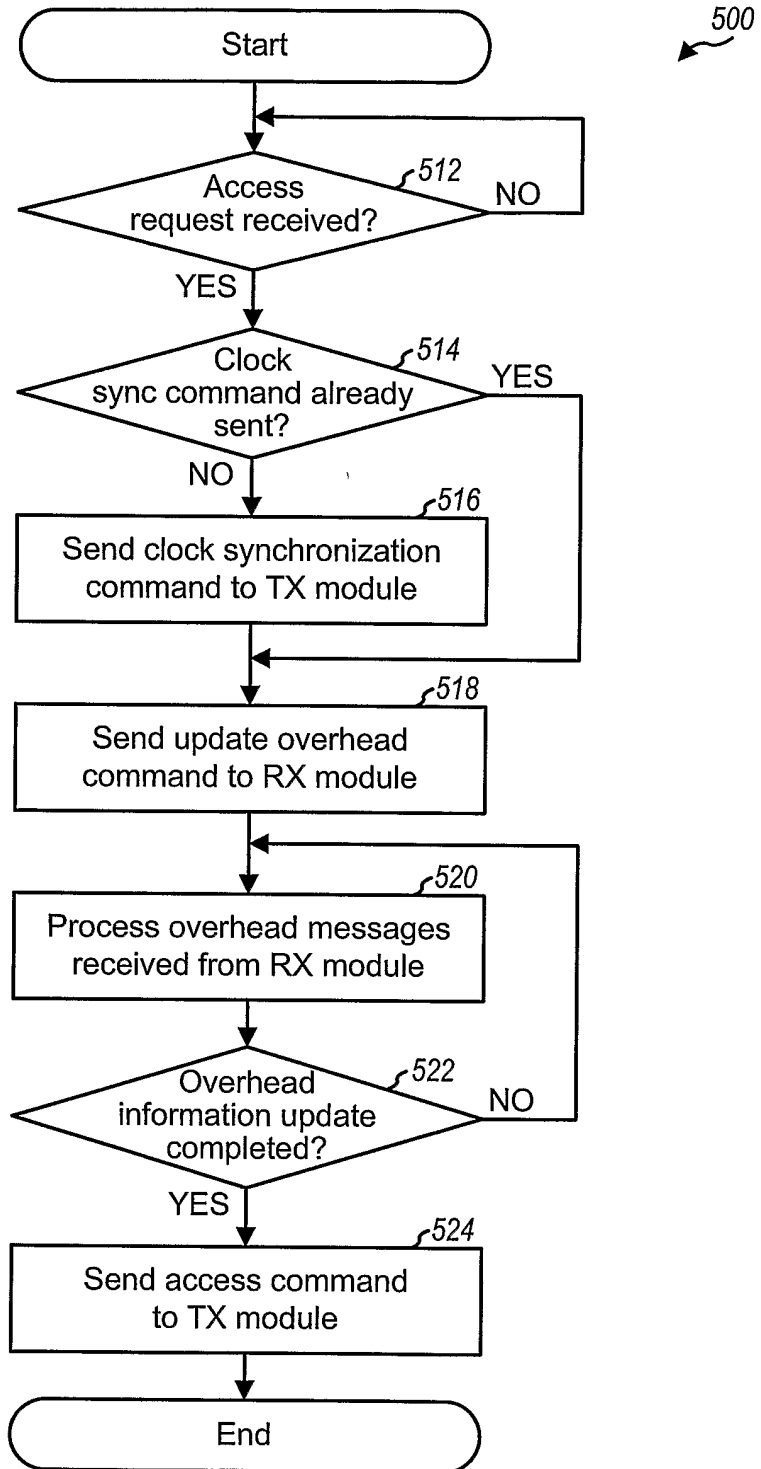 500
Start
512
Access
request received?
NO
YES
514
Clock
sync command already
sent?
YES
NO
516
Send clock synchronization
command to TX module
518
Send update overhead
command to RX module
520
Process overhead messages
received from RX module
522
Overhead
information update
completed?
NO
YES
524
Send access command
to TX module
End